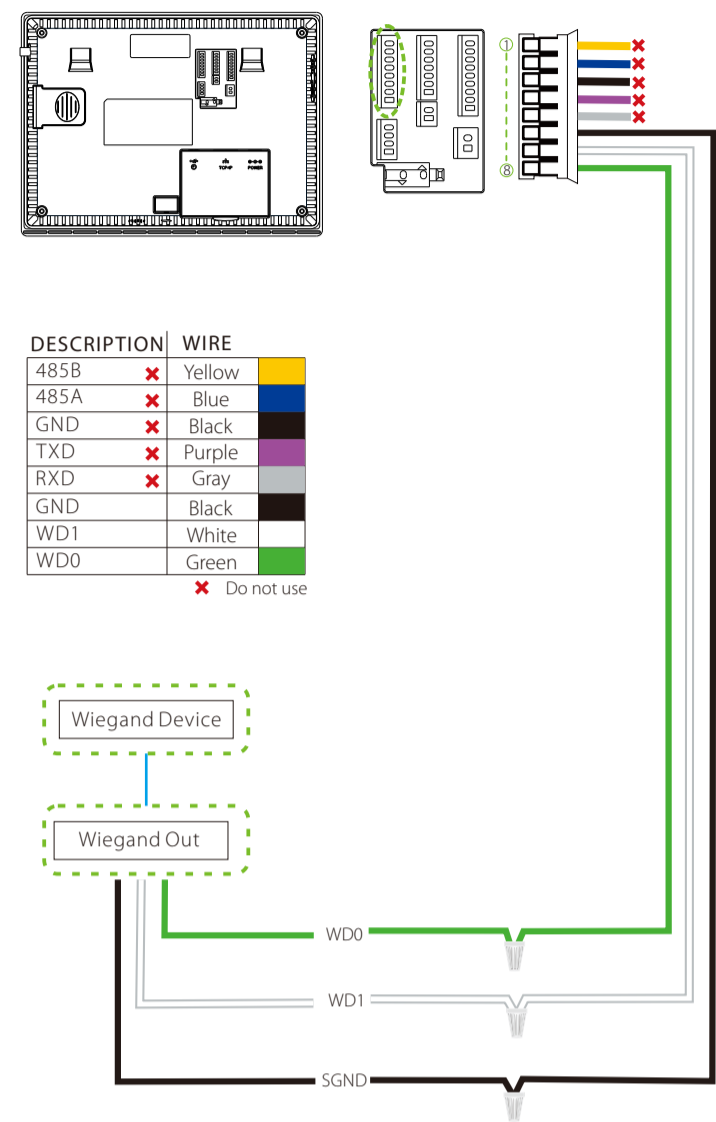 TCP-IP
POWER
1
8
DESCRIPTION WIRE
485B Yellow
485A Blue
GND Black
TXD Purple
RXD Gray
GND Black
WD1 White
WD0 Green
Do not use
Wiegand Device
Wiegand Out
WD0
WD1
SGND